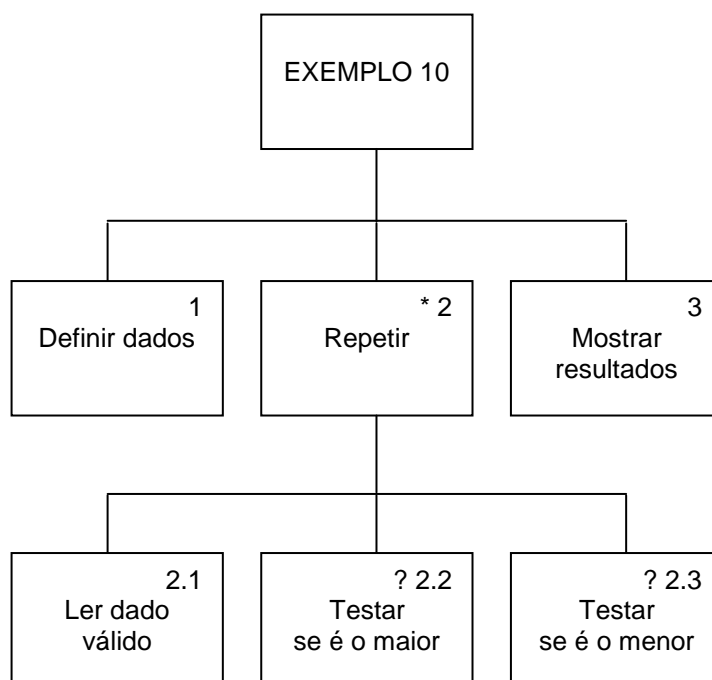 EXEMPLO 10
1
Definir dados
* 2
Repetir
3
Mostrar
resultados
2.1
Ler dado
válido
? 2.2
Testar
se é o maior
? 2.3
Testar
se é o menor